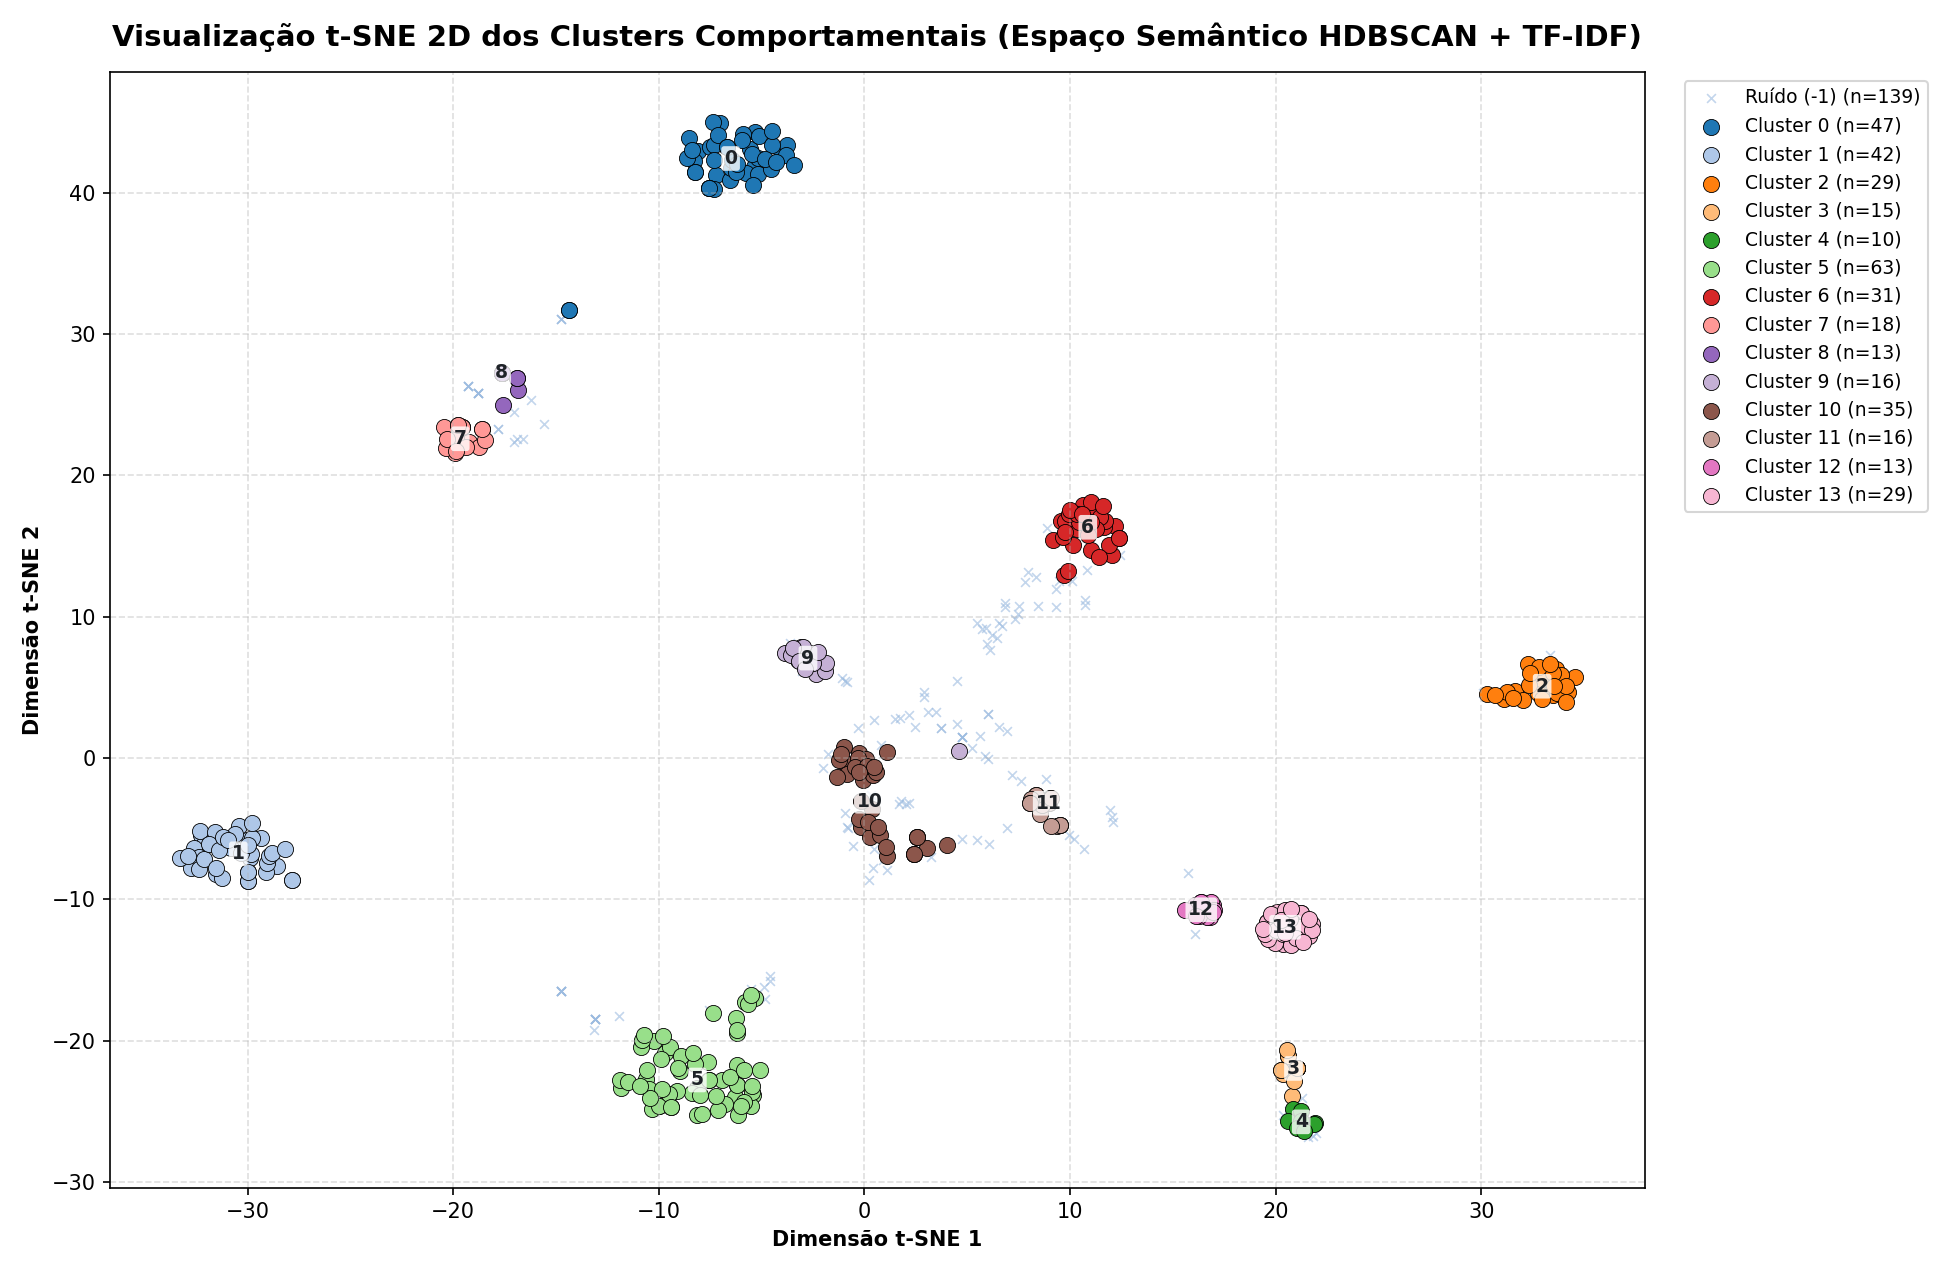 Visualização t-SNE 2D dos Clusters Comportamentais (Espaço Semântico HDBSCAN + TF-IDF)
Ruído (-1) (n=139)
Cluster 0 (n=47)
Cluster 1 (n=42)
Cluster 2 (n=29)
Cluster 3 (n=15)
Cluster 4 (n=10)
Cluster 5 (n=63)
Cluster 6 (n=31)
Cluster 7 (n=18)
Cluster 8 (n=13)
Cluster 9 (n=16)
Cluster 10 (n=35)
Cluster 11 (n=16)
Cluster 12 (n=13)
Cluster 13 (n=29)
Dimensão t-SNE 2
40
30
20
10
0
−10
−20
−30
0
8
7
6
9
2
10
11
1
12
13
3
5
4
−30
−20
−10
0
10
20
30
Dimensão t-SNE 1